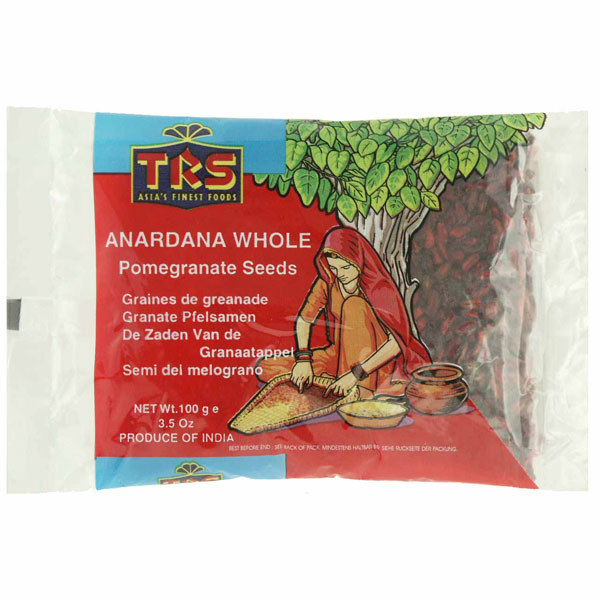 TRS
ASIA'S FINEST FOODS
ANARDANA WHOLE
Pomegranate Seeds
Graines de greanade
Granate Pfelsamen
De Zaden Van de
Granaatappel
Semi dei melograno
NET Wt.100 g e
3.5 Oz
PRODUCE OF INDIA
BEST BEFORE END : SEE BACK OF PACK. MINDESTENS HALTBAR BIS: SIEHE RUCKSEITE DER PACKUNG.